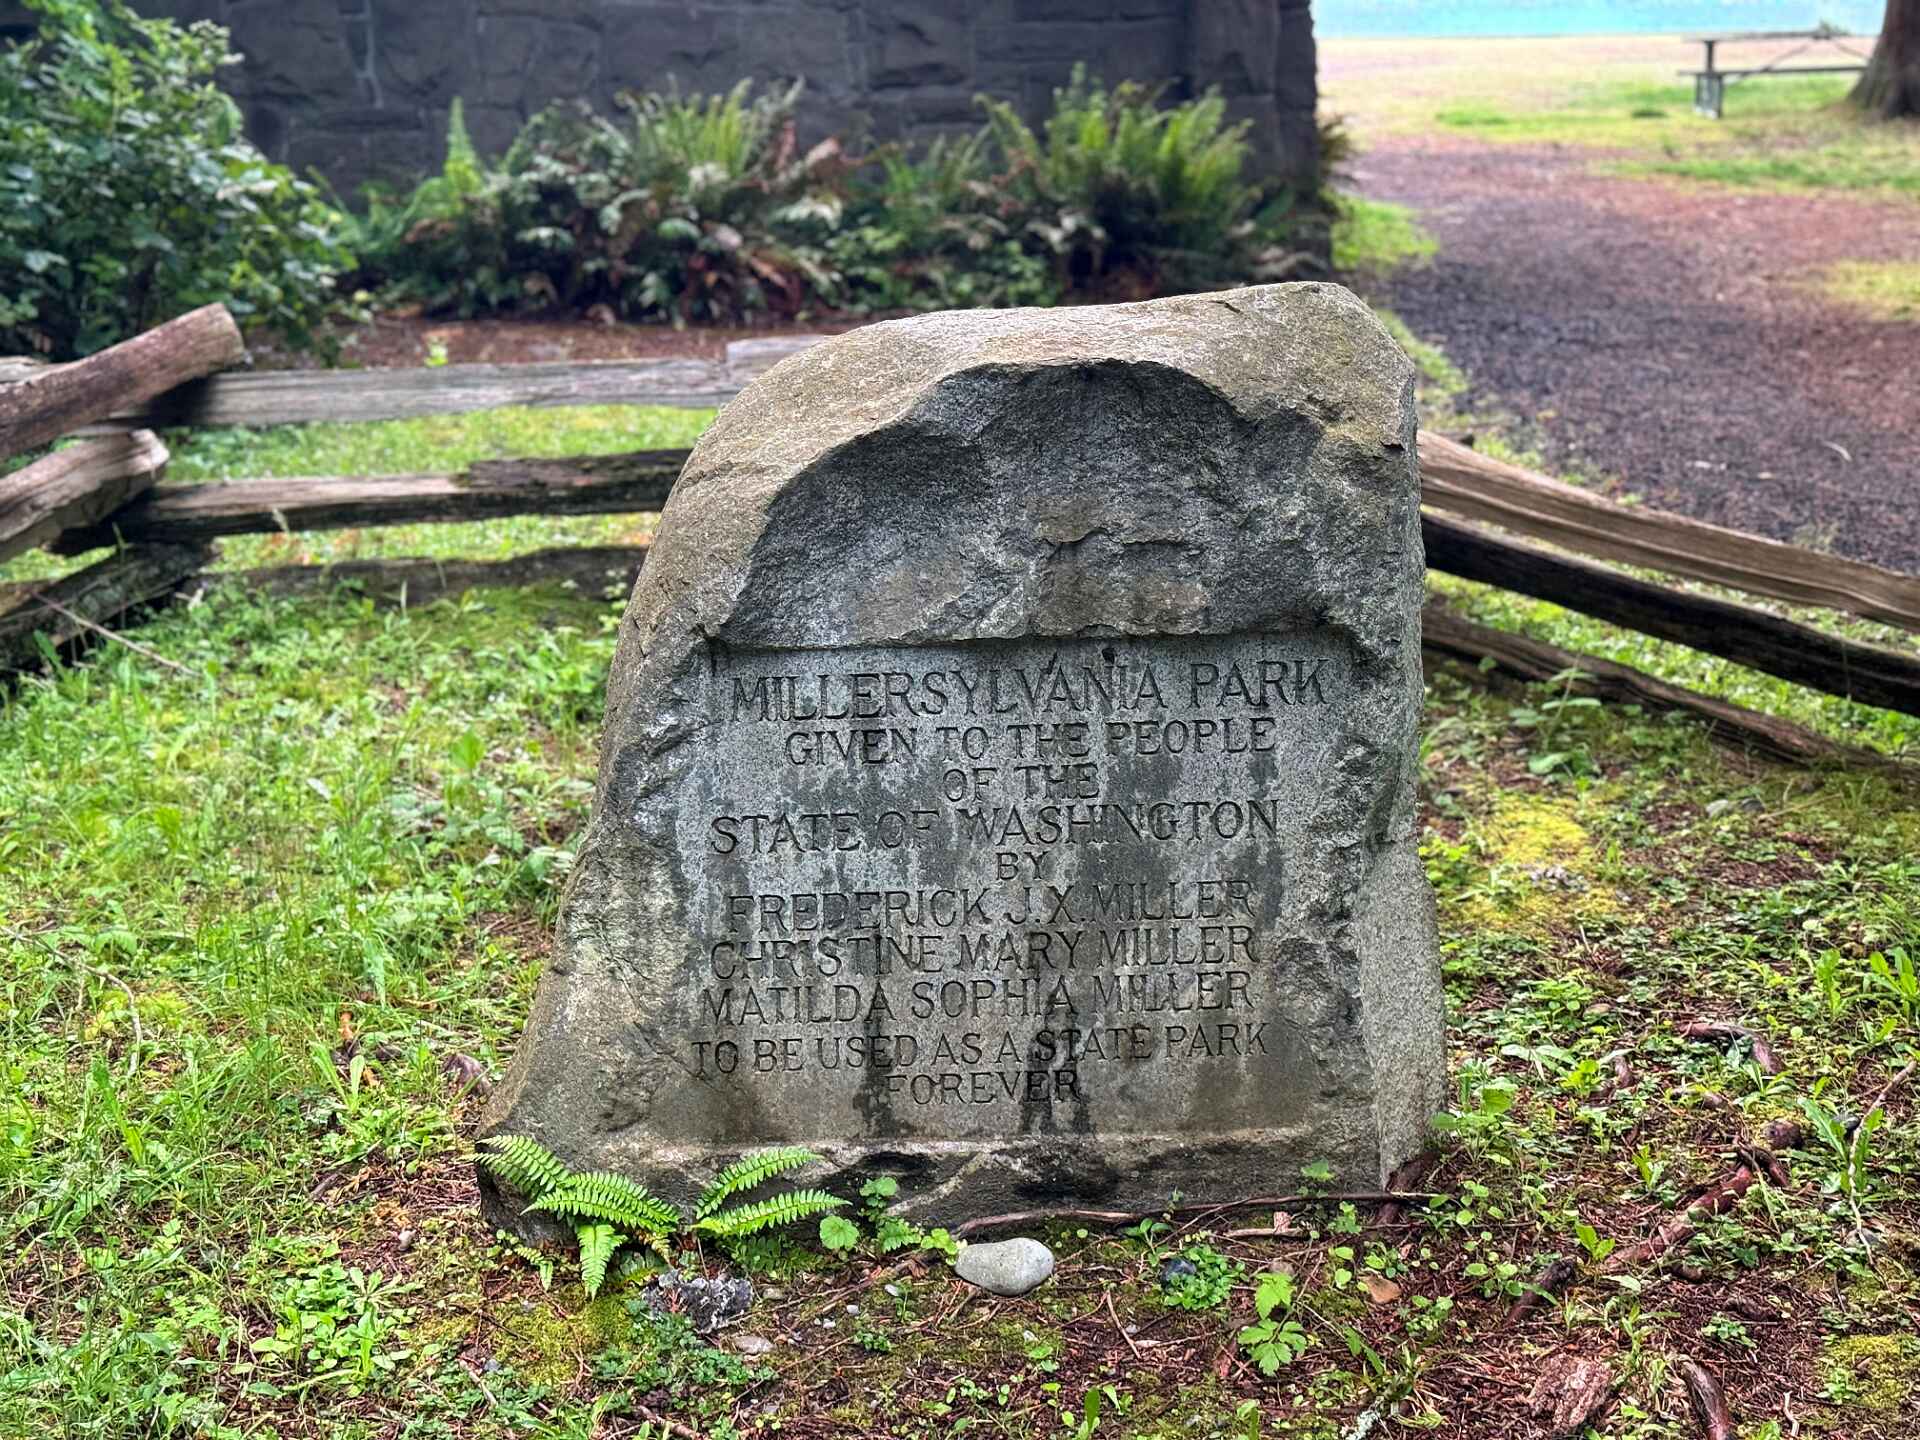 MILLERSYLVANIA PARK
GIVEN TO THE PEOPLE
OF THE
STATE OF WASHINGTON
BY
FREDERICK J.X. MILLER
CHRISTINE MARY MILLER
MATILDA SOPHIA MILLER
TO BE USED AS A STATE PARK
FOREVER